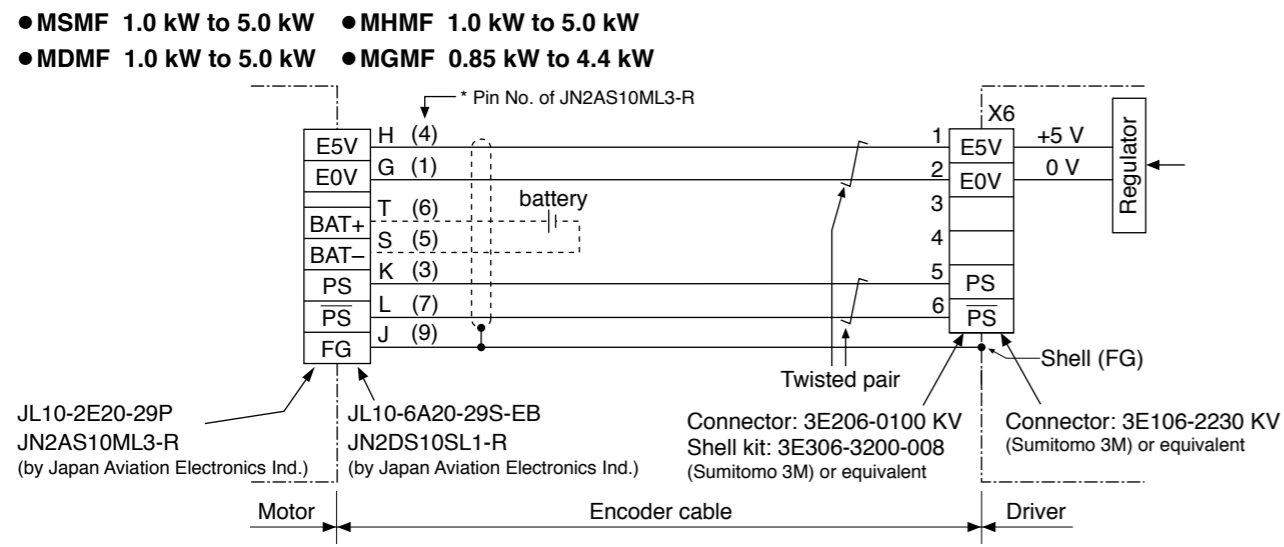 ●MSMF 1.0 kW to 5.0 kW ●MHMF 1.0 kW to 5.0 kW
●MDMF 1.0 kW to 5.0 kW ●MGMF 0.85 kW to 4.4 kW
* Pin No. of JN2AS10ML3-R
X6
E5V H (4) 1 E5V +5 V
E0V G (1) 2 E0V 0 V
Regulator
T (6) battery 3
BAT+
S (5) 4
BAT–
K (3) 5
PS PS
L (7) 6
PS PS
J (9)
FG
Shell (FG)
Twisted pair
JL10-2E20-29P
JN2AS10ML3-R
(by Japan Aviation Electronics Ind.)
JL10-6A20-29S-EB
JN2DS10SL1-R
(by Japan Aviation Electronics Ind.)
Connector: 3E206-0100 KV
Shell kit: 3E306-3200-008
(Sumitomo 3M) or equivalent
Connector: 3E106-2230 KV
(Sumitomo 3M) or equivalent
Motor Encoder cable Driver